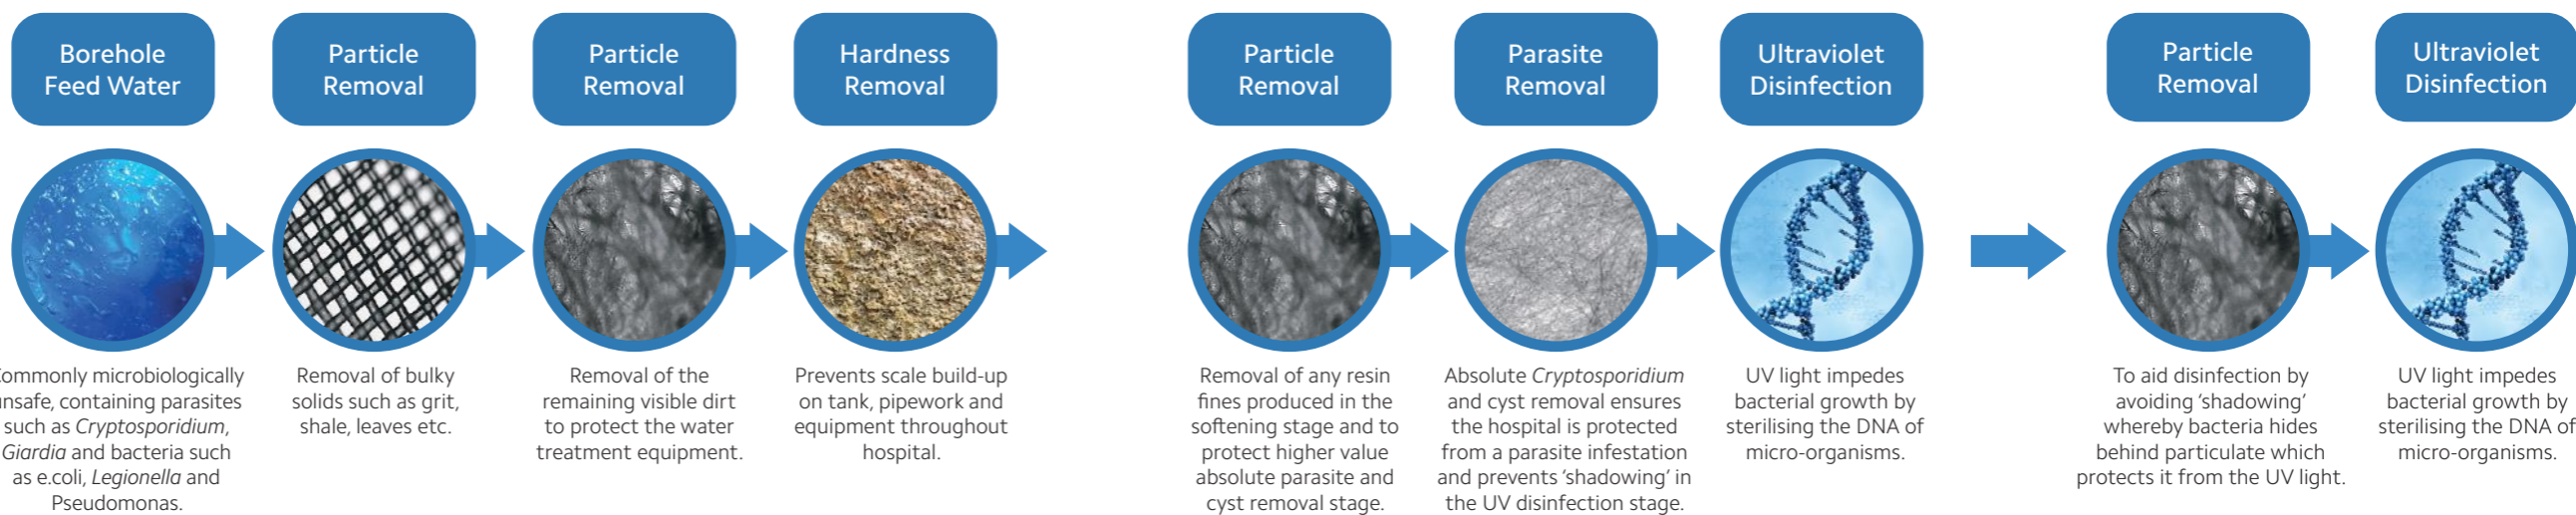 Borehole
Feed Water
Particle
Removal
Particle
Removal
Hardness
Removal
Particle
Removal
Parasite
Removal
Ultraviolet
Disinfection
Particle
Removal
Ultraviolet
Disinfection
ommonly microbiologically
nsafe, containing parasites
such as Cryptosporidium,
Giardia and bacteria such
as e.coli, Legionella and
Pseudomonas.
Removal of bulky
solids such as grit,
shale, leaves etc.
Removal of the
remaining visible dirt
to protect the water
treatment equipment.
Prevents scale build-up
on tank, pipework and
equipment throughout
hospital.
Removal of any resin
fines produced in the
softening stage and to
protect higher value
absolute parasite and
cyst removal stage.
Absolute Cryptosporidium
and cyst removal ensures
the hospital is protected
from a parasite infestation
and prevents ‘shadowing’ in
the UV disinfection stage.
UV light impedes
bacterial growth by
sterilising the DNA of
micro-organisms.
To aid disinfection by
avoiding ‘shadowing’
whereby bacteria hides
behind particulate which
protects it from the UV light.
UV light impedes
bacterial growth by
sterilising the DNA of
micro-organisms.